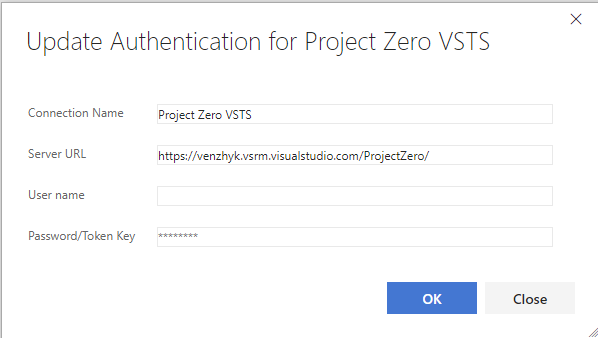 Update Authentication for Project Zero VSTS
Connection Name
Project Zero VSTS
Server URL
https://venzhyk.vsrm.visualstudio.com/ProjectZero/
User name
Password/Token Key
********
OK
Close